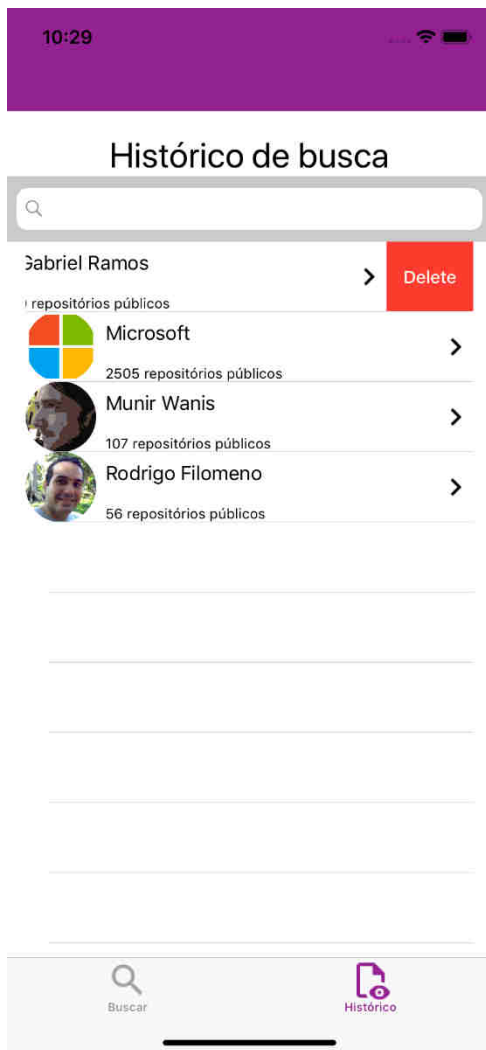 10:29
Histórico de busca
Gabriel Ramos
Delete
repositórios públicos
Microsoft
2505 repositórios públicos
Munir Wanis
107 repositórios públicos
Rodrigo Filomeno
56 repositórios públicos
Buscar
Histórico